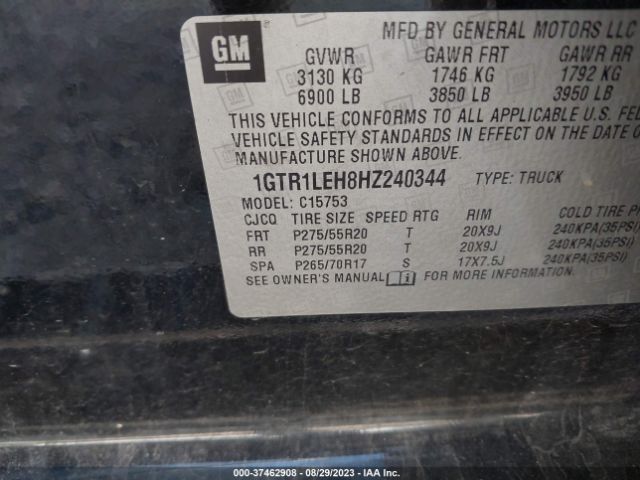 GM
MFD BY GENERAL MOTORS LLC
GVWR GAWR FRT GAWR RR
3130 KG 1746 KG 1792 KG
6900 LB 3850 LB 3950 LB
THIS VEHICLE CONFORMS TO ALL APPLICABLE U.S. FEL
VEHICLE SAFETY STANDARDS IN EFFECT ON THE DATE O
MANUFACTURE SHOWN ABOVE.
1GTR1LEH8HZ240344 TYPE: TRUCK
MODEL: C15753
CJCQ TIRE SIZE SPEED RTG RIM COLD TIRE P
FRT P275/55R20 T 20X9J 240KPA(35PSI)
RR P275/55R20 T 20X9J 240KPA(35PSI)
SPA P265/70R17 S 17X7.5J 240KPA(35PSI)
SEE OWNER'S MANUAL FOR MORE INFORMATION.
000-37462908 - 08/29/2023 - IAA Inc.